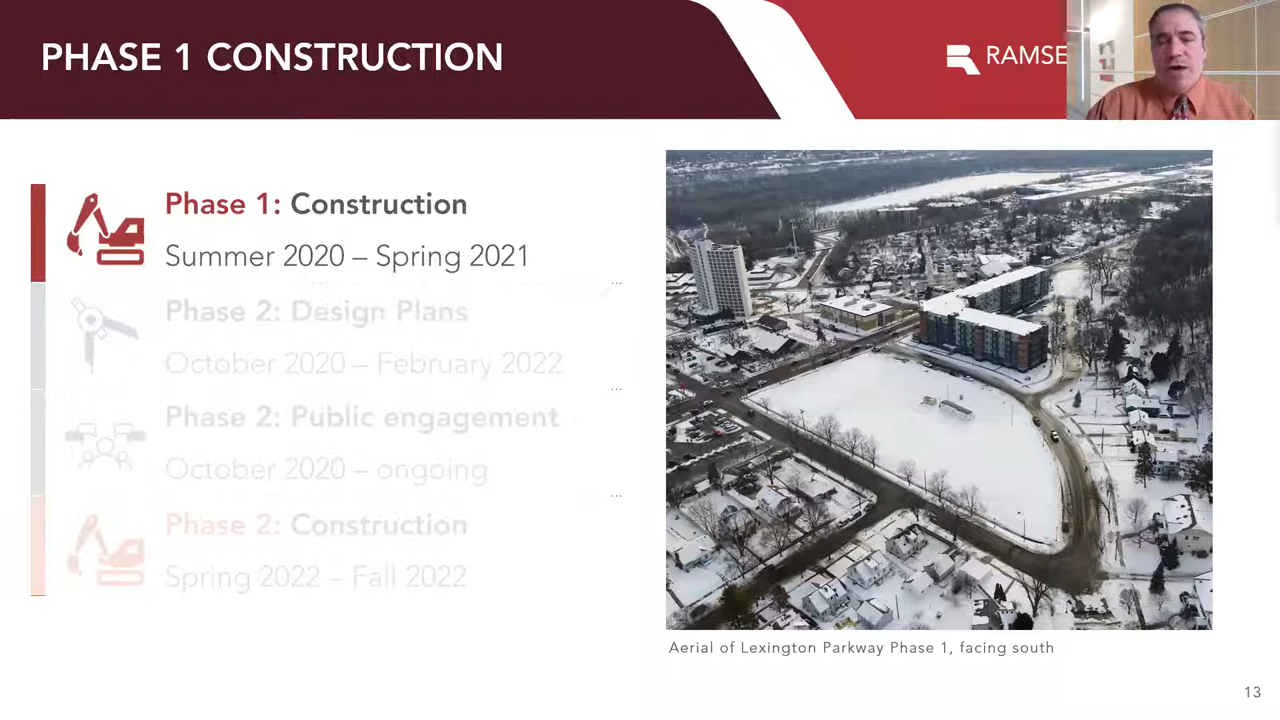 PHASE 1 CONSTRUCTION
RAMSE
Phase 1: Construction
Summer 2020 – Spring 2021
Phase 2: Design Plans
October 2020 – February 2022
Phase 2: Public engagement
October 2020 – ongoing
Phase 2: Construction
Spring 2022 – Fall 2022
Aerial of Lexington Parkway Phase 1, facing south
13